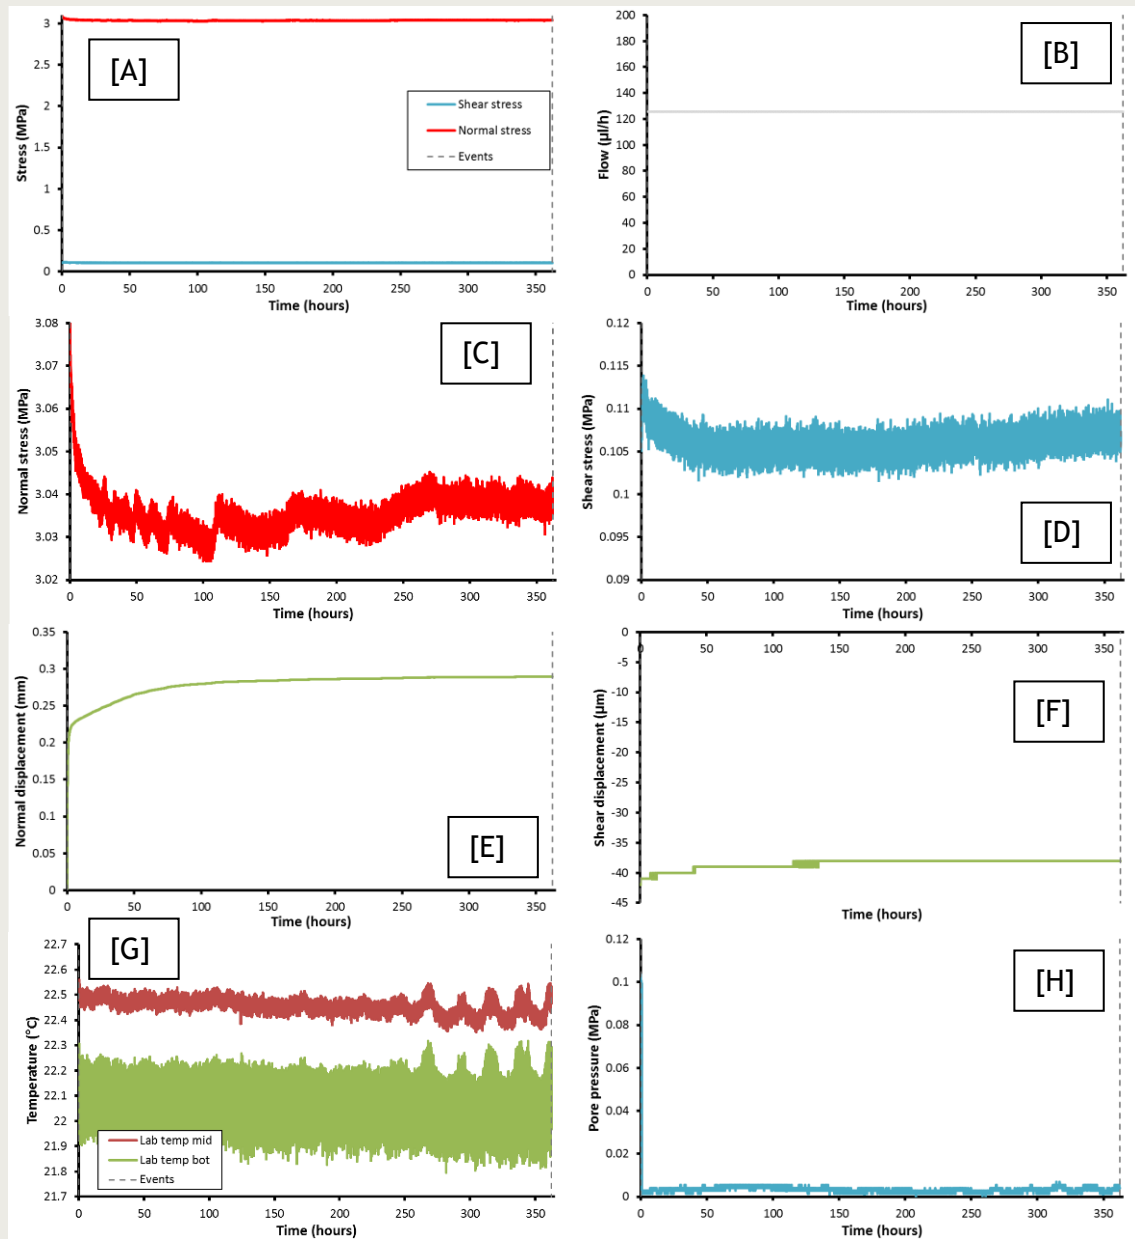 [A]
3
2.5
2
1.5
1
0.5
0
Stress (MPa)
Shear stress
Normal stress
Events
0 50 100 150 200 250 300 350
Time (hours)
[B]
200
180
160
140
120
100
80
60
40
20
0
Flow (µl/h)
0 50 100 150 200 250 300 350
Time (hours)
[C]
3.08
3.07
3.06
3.05
3.04
3.03
3.02
Normal stress (MPa)
0 50 100 150 200 250 300 350
Time (hours)
[D]
0.12
0.115
0.11
0.105
0.1
0.095
0.09
Shear stress (MPa)
0 50 100 150 200 250 300 350
Time (hours)
[E]
0.35
0.3
0.25
0.2
0.15
0.1
0.05
0
Normal displacement (mm)
0 50 100 150 200 250 300 350
Time (hours)
[F]
0
-5
-10
-15
-20
-25
-30
-35
-40
-45
Shear displacement (µm)
0 50 100 150 200 250 300 350
Time (hours)
[G]
22.7
22.6
22.5
22.4
22.3
22.2
22.1
22
21.9
21.8
21.7
Temperature (°C)
Lab temp mid
Lab temp bot
Events
0 50 100 150 200 250 300 350
Time (hours)
[H]
0.12
0.1
0.08
0.06
0.04
0.02
0
Pore pressure (MPa)
0 50 100 150 200 250 300 350
Time (hours)